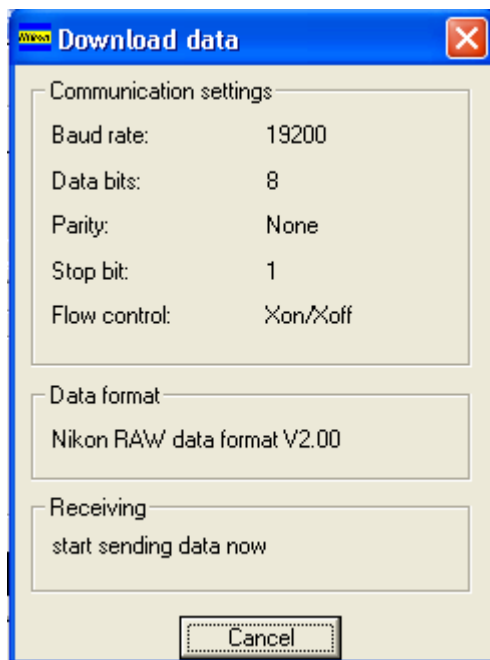 Nikon Download data
Communication settings
Baud rate: 19200
Data bits: 8
Parity: None
Stop bit: 1
Flow control: Xon/Xoff
Data format
Nikon RAW data format V2.00
Receiving
start sending data now
Cancel